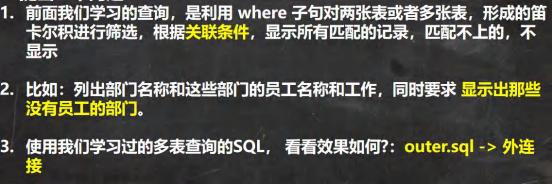 1. 前面我们学习的查询，是利用 where 子句对两张表或者多张表，形成的笛
卡尔积进行筛选，根据关联条件，显示所有匹配的记录，匹配不上的，不
显示
2. 比如：列出部门名称和这些部门的员工名称和工作，同时要求 显示出那些
没有员工的部门。
3. 使用我们学习过的多表查询的SQL， 看看效果如何?：outer.sql -> 外连
接